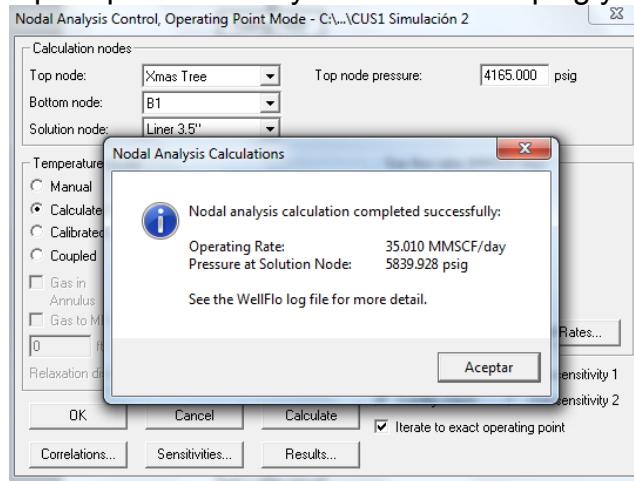 Nodal Analysis Control, Operating Point Mode - C:\...\CUS1 Simulación 2
Calculation nodes
Top node: Xmas Tree Top node pressure: 4165.000 psig
Bottom node: B1
Solution node: Liner 3.5"
Temperature
Nodal Analysis Calculations
Manual
Calculate
Calibrated
Coupled
Gas in
Annulus
Gas to M
0 ft
Relaxation di
Nodal analysis calculation completed successfully:
Operating Rate: 35.010 MMSCF/day
Pressure at Solution Node: 5839.928 psig
See the WellFlo log file for more detail.
Aceptar
Rates...
ensitivity 1
ensitivity 2
OK Cancel Calculate
Iterate to exact operating point
Correlations... Sensitivities... Results...